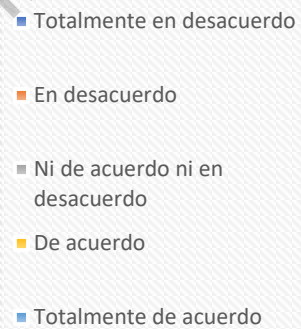 Totalmente en desacuerdo
En desacuerdo
Ni de acuerdo ni en
desacuerdo
De acuerdo
Totalmente de acuerdo